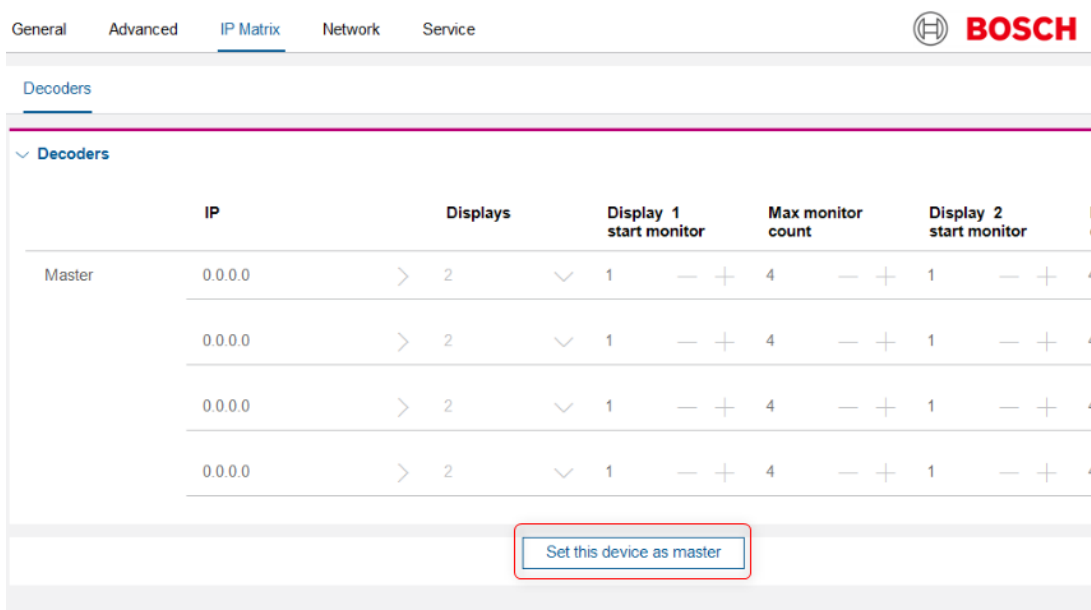 General Advanced IP Matrix Network Service BOSCH
Decoders
Decoders
IP Displays Display 1 Max monitor Display 2
start monitor count start monitor
Master 0.0.0.0 2 1 4 1
0.0.0.0 2 1 4 1
0.0.0.0 2 1 4 1
0.0.0.0 2 1 4 1
Set this device as master